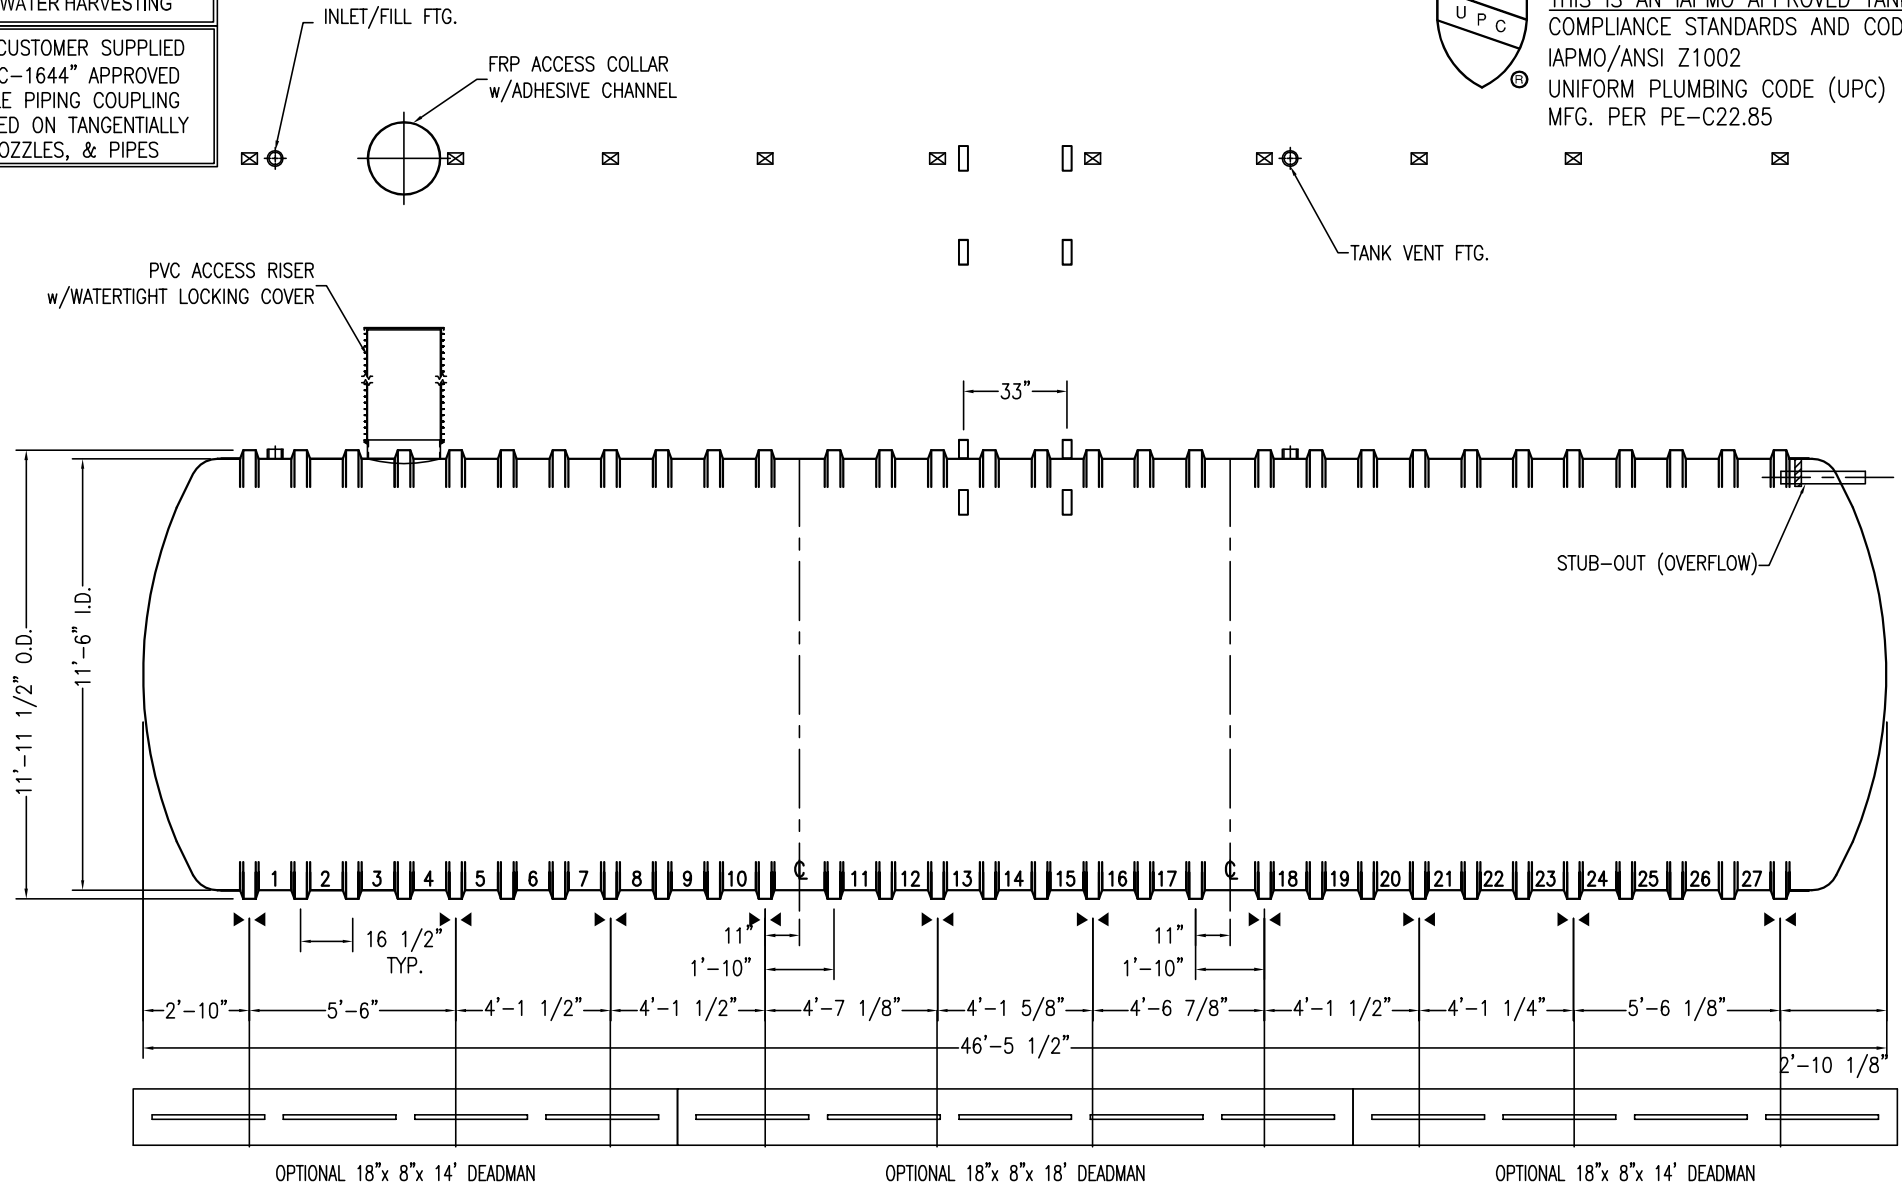 WATER HARVESTING
CUSTOMER SUPPLIED
C-1644" APPROVED
PIPING COUPLING
ON TANGENTIALLY
& PIPES
INLET/FILL FTG.
FRP ACCESS COLLAR
w/ADHESIVE CHANNEL
U P C
®
THIS IS AN IAPMO APPROVED
COMPLIANCE STANDARDS AND
IAPMO/ANSI Z1002
UNIFORM PLUMBING CODE (UPC)
MFG. PER PE-C22.85
TANK VENT FTG.
PVC ACCESS RISER
w/WATERTIGHT LOCKING COVER
33"
STUB-OUT (OVERFLOW)
11'-11 1/2" O.D.
11'-6" I.D.
1 2 3 4 5 6 7 8 9 10 ℄ 11 12 13 14 15 16 17 ℄ 18 19 20 21 22 23 24 25 26 27
16 1/2"
TYP.
11"
1'-10"
11"
1'-10"
2'-10" 5'-6" 4'-1 1/2" 4'-1 1/2" 4'-7 1/8" 4'-1 5/8" 4'-6 7/8" 4'-1 1/2" 4'-1 1/4" 5'-6 1/8"
46'-5 1/2"
2'-10 1/8"
OPTIONAL 18"x 8"x 14' DEADMAN
OPTIONAL 18"x 8"x 18' DEADMAN
OPTIONAL 18"x 8"x 14' DEADMAN